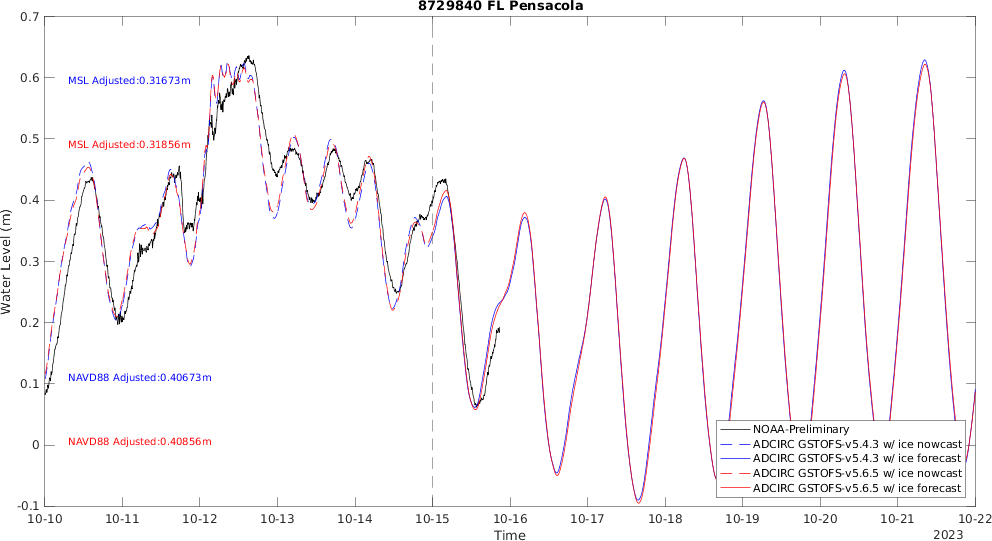 8729840 FL Pensacola
0.7
0.6
0.5
0.4
0.3
0.2
0.1
0
-0.1
Water Level (m)
MSL Adjusted:0.31673m
MSL Adjusted:0.31856m
NAVD88 Adjusted:0.40673m
NAVD88 Adjusted:0.40856m
NOAA-Preliminary
ADCIRC GSTOFS-v5.4.3 w/ ice nowcast
ADCIRC GSTOFS-v5.4.3 w/ ice forecast
ADCIRC GSTOFS-v5.6.5 w/ ice nowcast
ADCIRC GSTOFS-v5.6.5 w/ ice forecast
10-10 10-11 10-12 10-13 10-14 10-15 10-16 10-17 10-18 10-19 10-20 10-21 10-22
Time
2023